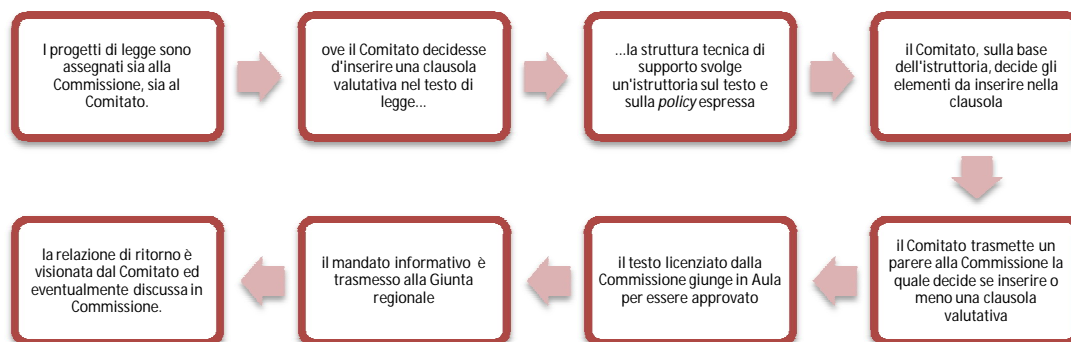 I progetti di legge sono
assegnati sia alla
Commissione, sia al
Comitato.
ove il Comitato decidesse
d'inserire una clausola
valutativa nel testo di
legge...
...la struttura tecnica di
supporto svolge
un'istruttoria sul testo e
sulla policy espressa
il Comitato, sulla base
dell'istruttoria, decide gli
elementi da inserire nella
clausola
il Comitato trasmette un
parere alla Commissione la
quale decide se inserire o
meno una clausola
valutativa
il testo licenziato dalla
Commissione giunge in Aula
per essere approvato
il mandato informativo è
trasmesso alla Giunta
regionale
la relazione di ritorno è
visionata dal Comitato ed
eventualmente discussa in
Commissione.